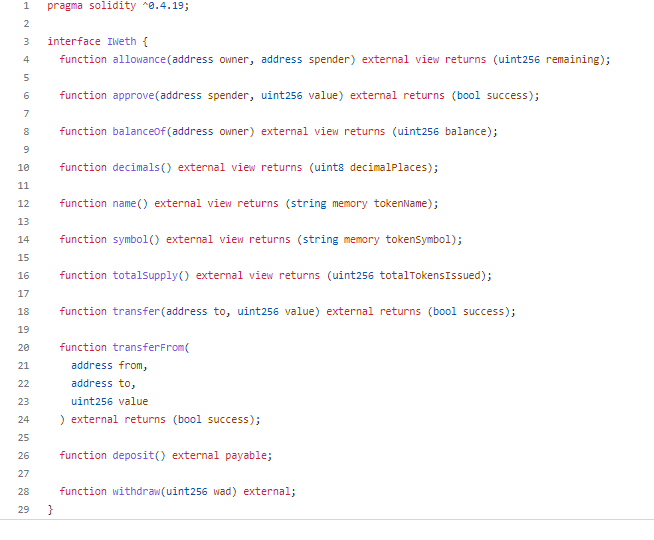 1 pragma solidity ^0.4.19;
2
3 interface IWeth {
4 function allowance(address owner, address spender) external view returns (uint256 remaining);
5
6 function approve(address spender, uint256 value) external returns (bool success);
7
8 function balanceOf(address owner) external view returns (uint256 balance);
9
10 function decimals() external view returns (uint8 decimalPlaces);
11
12 function name() external view returns (string memory tokenName);
13
14 function symbol() external view returns (string memory tokenSymbol);
15
16 function totalSupply() external view returns (uint256 totalTokensIssued);
17
18 function transfer(address to, uint256 value) external returns (bool success);
19
20 function transferFrom(
21 address from,
22 address to,
23 uint256 value
24 ) external returns (bool success);
25
26 function deposit() external payable;
27
28 function withdraw(uint256 wad) external;
29 }